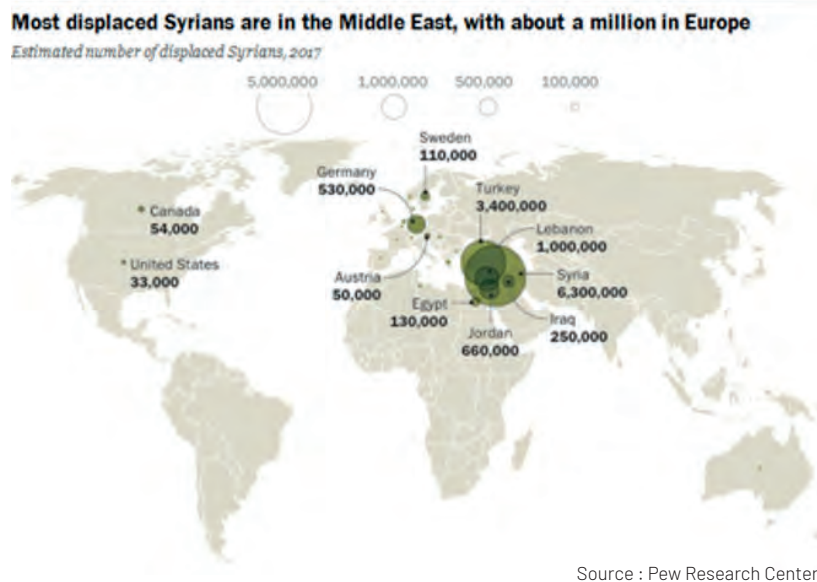 Most displaced Syrians are in the Middle East, with about a million in Europe
Estimated number of displaced Syrians, 2017
5,000,000 1,000,000 500,000 100,000
Sweden
110,000
Germany
530,000
Turkey
3,400,000
Canada
54,000
Lebanon
1,000,000
United States
33,000
Austria
50,000
Syria
6,300,000
Egypt
130,000
Iraq
250,000
Jordan
660,000
Source : Pew Research Center